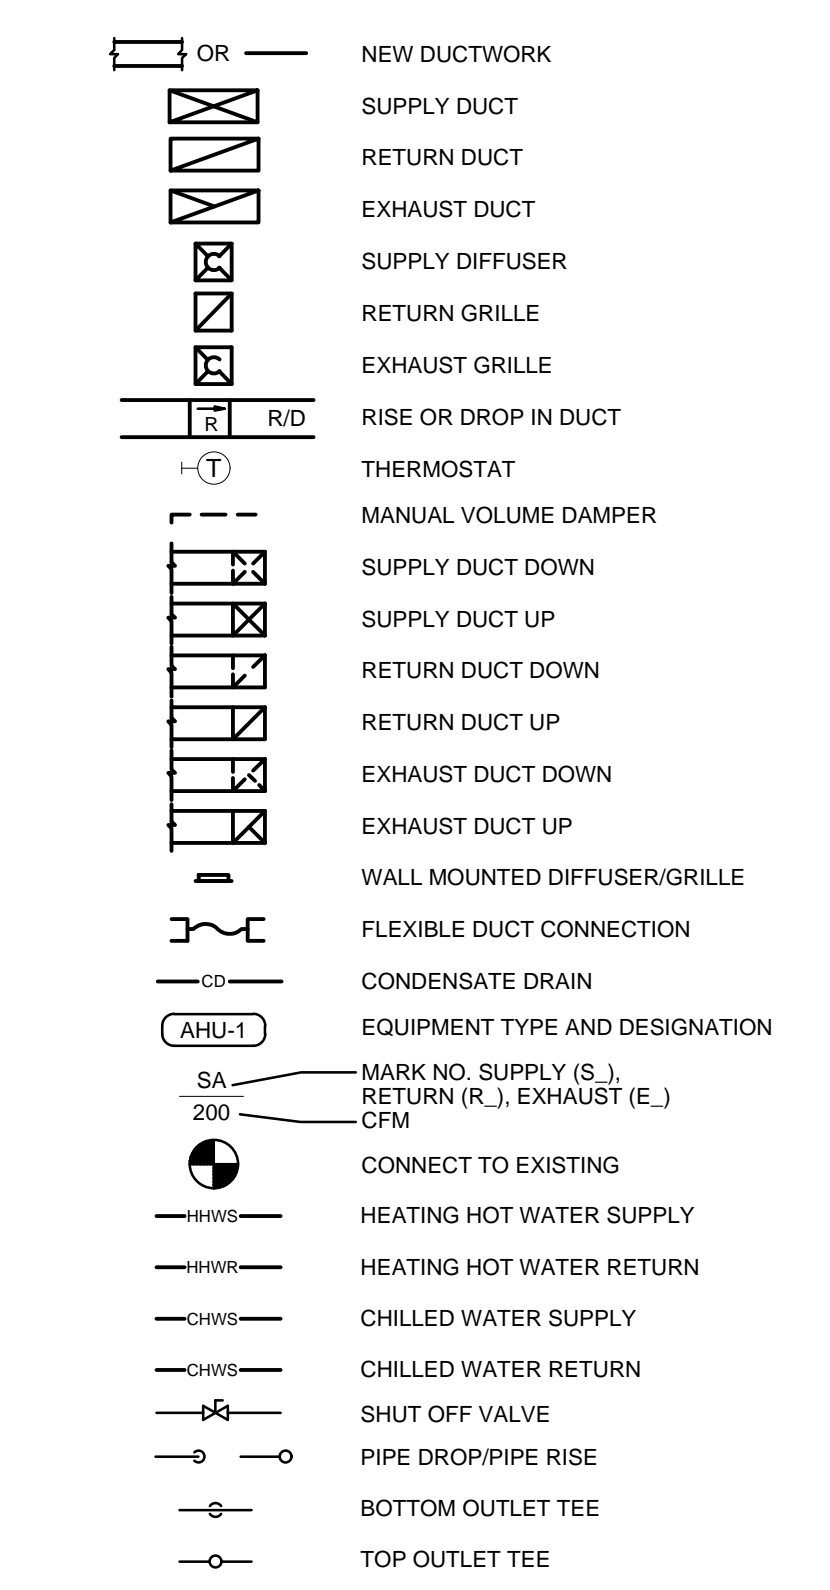 OR NEW DUCTWORK
SUPPLY DUCT
RETURN DUCT
EXHAUST DUCT
C SUPPLY DIFFUSER
RETURN GRILLE
C EXHAUST GRILLE
R R/D RISE OR DROP IN DUCT
T THERMOSTAT
MANUAL VOLUME DAMPER
SUPPLY DUCT DOWN
SUPPLY DUCT UP
RETURN DUCT DOWN
RETURN DUCT UP
EXHAUST DUCT DOWN
EXHAUST DUCT UP
WALL MOUNTED DIFFUSER/GRILLE
FLEXIBLE DUCT CONNECTION
CD CONDENSATE DRAIN
AHU-1 EQUIPMENT TYPE AND DESIGNATION
SA MARK NO. SUPPLY (S_),
RETURN (R_), EXHAUST (E_)
200 CFM
CONNECT TO EXISTING
HHWS HEATING HOT WATER SUPPLY
HHWR HEATING HOT WATER RETURN
CHWS CHILLED WATER SUPPLY
CHWS CHILLED WATER RETURN
SHUT OFF VALVE
PIPE DROP/PIPE RISE
BOTTOM OUTLET TEE
TOP OUTLET TEE